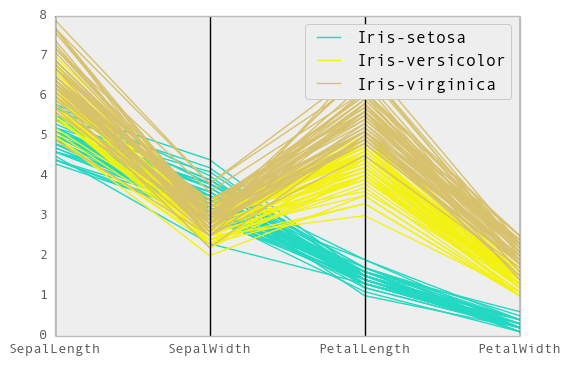 8
7
6
5
4
3
2
1
0
Iris-setosa
Iris-versicolor
Iris-virginica
SepalLength SepalWidth PetalLength PetalWidth